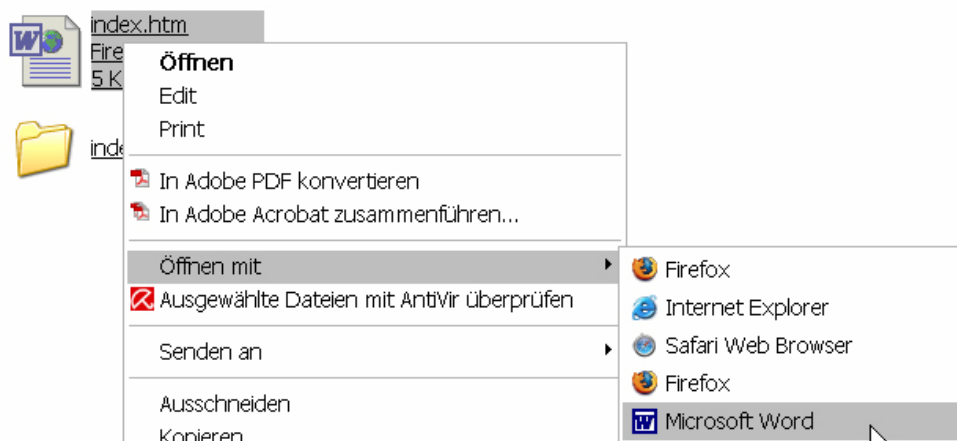 index.htm
Fire
5 K
Öffnen
Edit
Print
inde
In Adobe PDF konvertieren
In Adobe Acrobat zusammenführen...
Öffnen mit
Ausgewählte Dateien mit AntiVir überprüfen
Senden an
Ausschneiden
Kopieren
Firefox
Internet Explorer
Safari Web Browser
Firefox
Microsoft Word